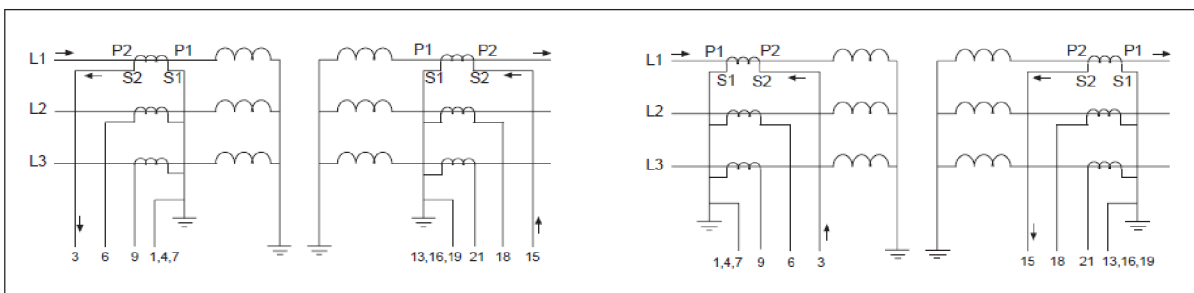 L1 P2 P1 P1 P2 L1 P1 P2 P2 P1
S2 S1 S1 S2 S1 S2 S2 S1
L2 L2
L3 L3
3 6 9 1,4,7 13,16,19 21 18 15 1,4,7 9 6 3 15 18 21 13,16,19